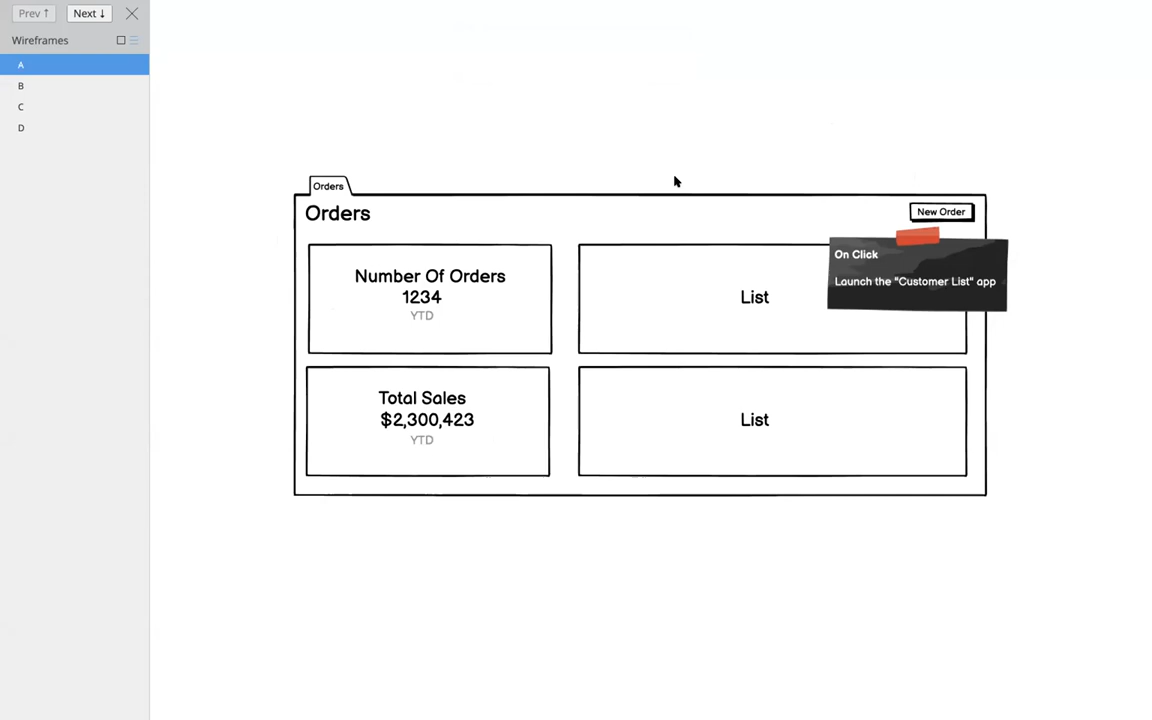 Prev ↑ Next ↓
Wireframes
A
B
C
D
Orders
Orders
New Order
On Click
Launch the "Customer List" app
Number Of Orders
1234
YTD
List
Total Sales
$2,300,423
YTD
List